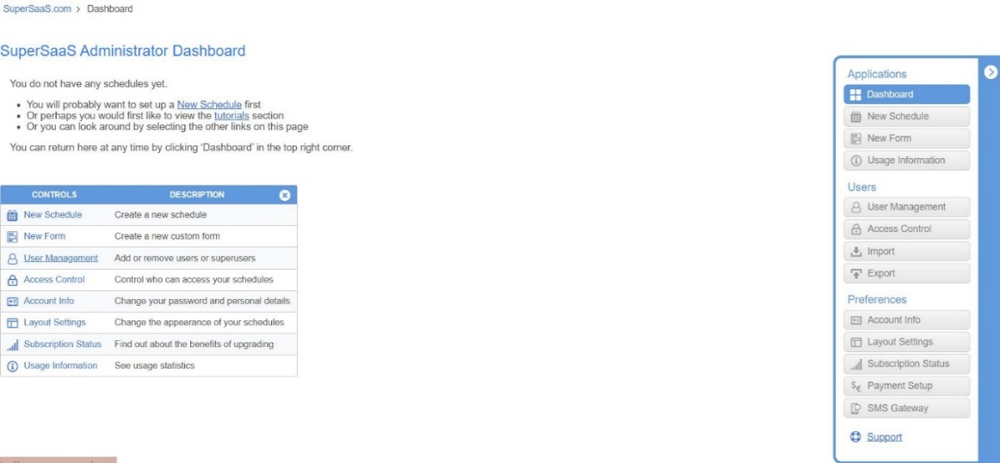 SuperSaaS.com > Dashboard
SuperSaaS Administrator Dashboard
You do not have any schedules yet.
• You will probably want to set up a New Schedule first
• Or perhaps you would first like to view the tutorials section
• Or you can look around by selecting the other links on this page
You can return here at any time by clicking 'Dashboard' in the top right corner.
CONTROLS DESCRIPTION
New Schedule Create a new schedule
New Form Create a new custom form
User Management Add or remove users or superusers
Access Control Control who can access your schedules
Account Info Change your password and personal details
Layout Settings Change the appearance of your schedules
Subscription Status Find out about the benefits of upgrading
Usage Information See usage statistics
Applications
Dashboard
New Schedule
New Form
Usage Information
Users
User Management
Access Control
Import
Export
Preferences
Account Info
Layout Settings
Subscription Status
Payment Setup
SMS Gateway
Support